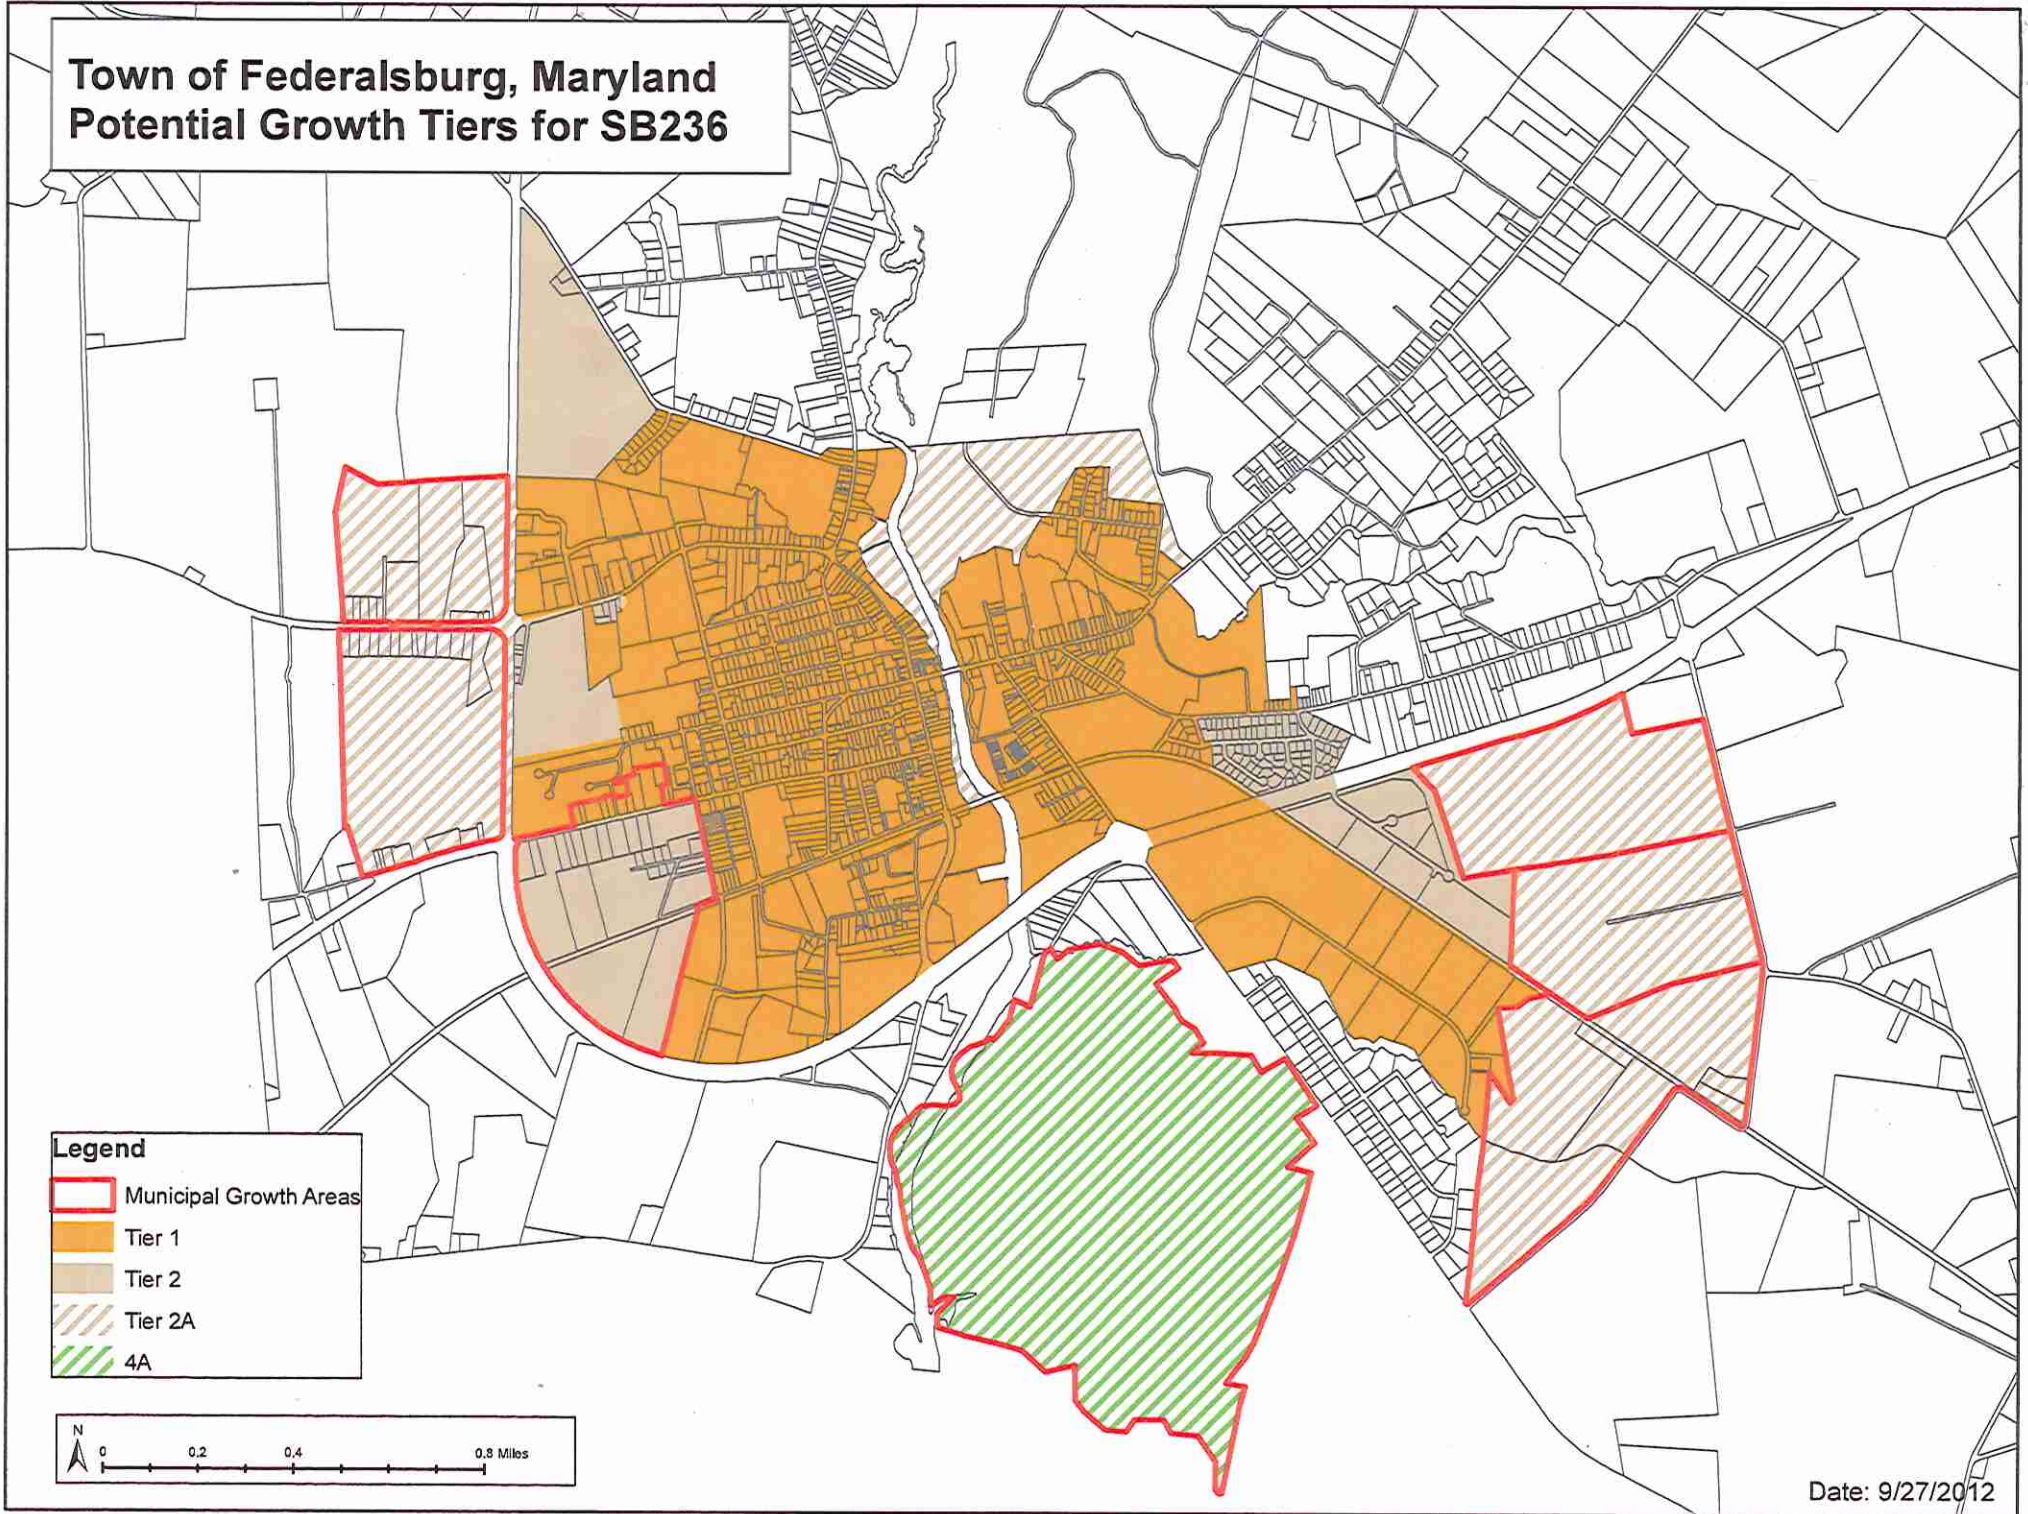 Town of Federalsburg, Maryland
Potential Growth Tiers for SB236
Legend
Municipal Growth Areas
Tier 1
Tier 2
Tier 2A
4A
N
0 0.2 0.4 0.8 Miles
Date: 9/27/2012